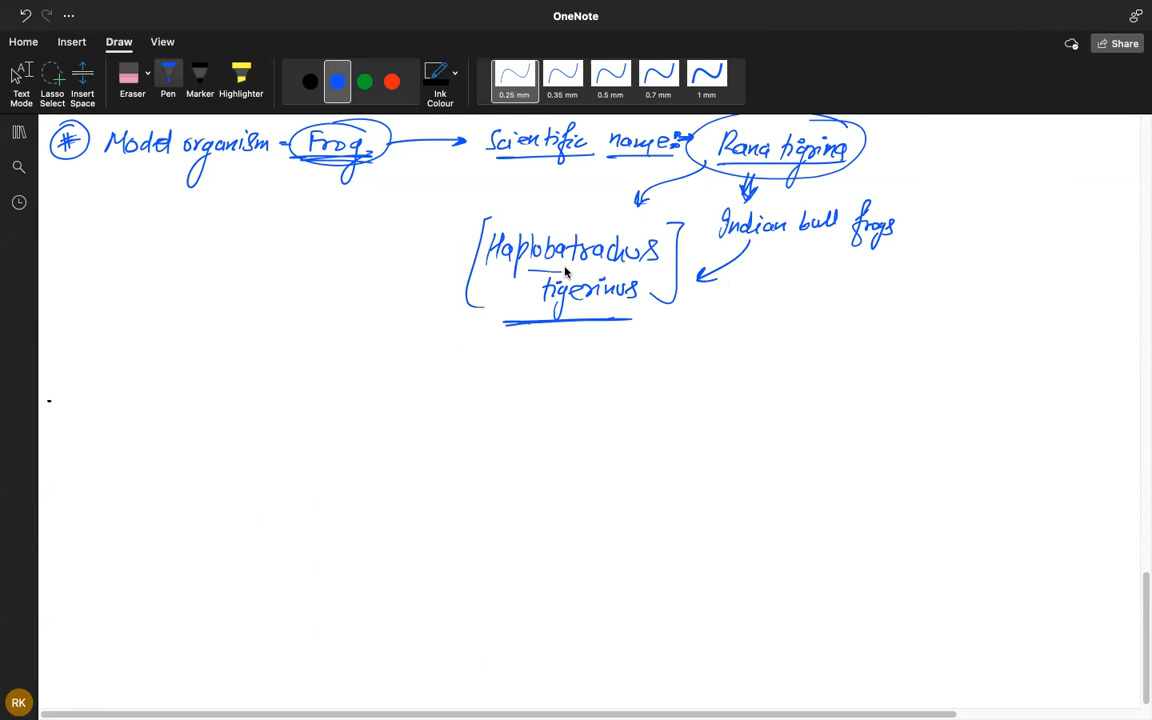 OneNote
Home Insert Draw View
Share
Text Mode
Lasso Select
Insert Space
Eraser
Pen
Marker
Highlighter
Ink Colour
0.25 mm
0.35 mm
0.5 mm
0.7 mm
1 mm
# Model organism - Frog → Scientific name :⇒ Rana tigrina
Indian bull frogs
[Haplobatrachus
tigerinus]
RK